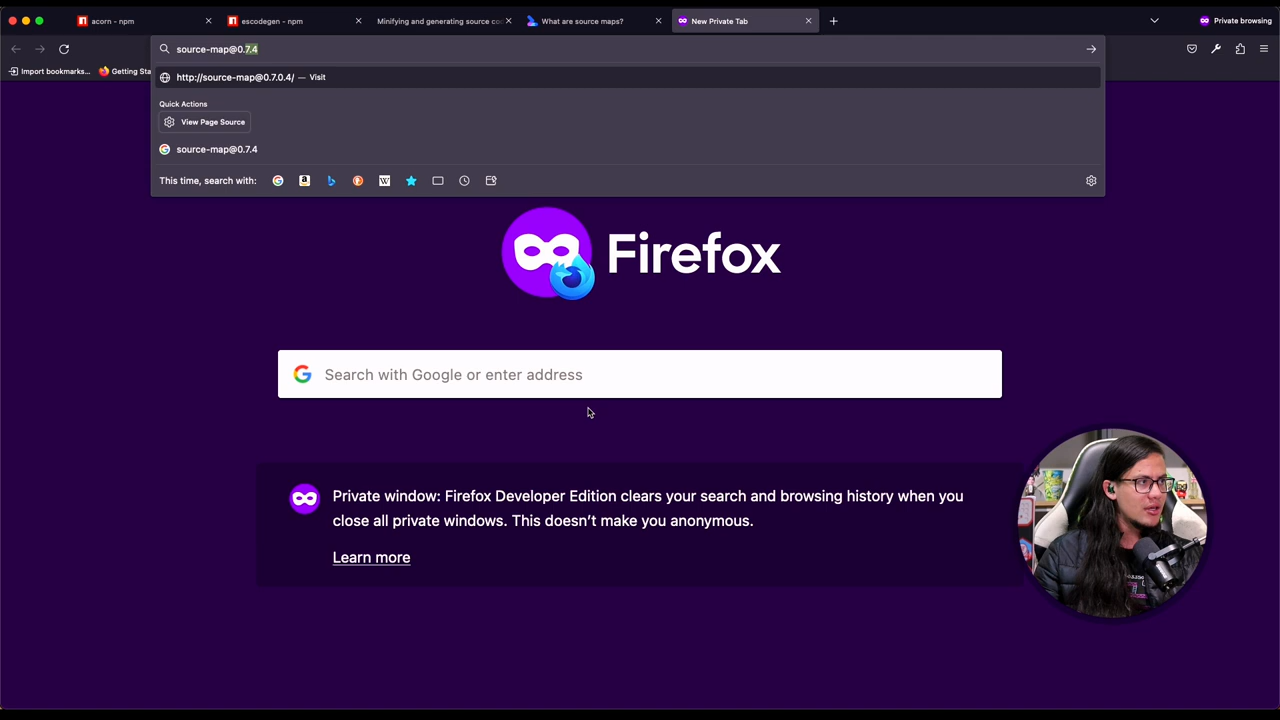 acorn - npm
escodegen - npm
Minifying and generating source co
What are source maps?
New Private Tab
Private browsing
source-map@0.7.4
Import bookmarks...
Getting Sta
http://source-map@0.7.0.4/ — Visit
Quick Actions
View Page Source
source-map@0.7.4
This time, search with:
Firefox
Search with Google or enter address
Private window: Firefox Developer Edition clears your search and browsing history when you
close all private windows. This doesn't make you anonymous.
Learn more